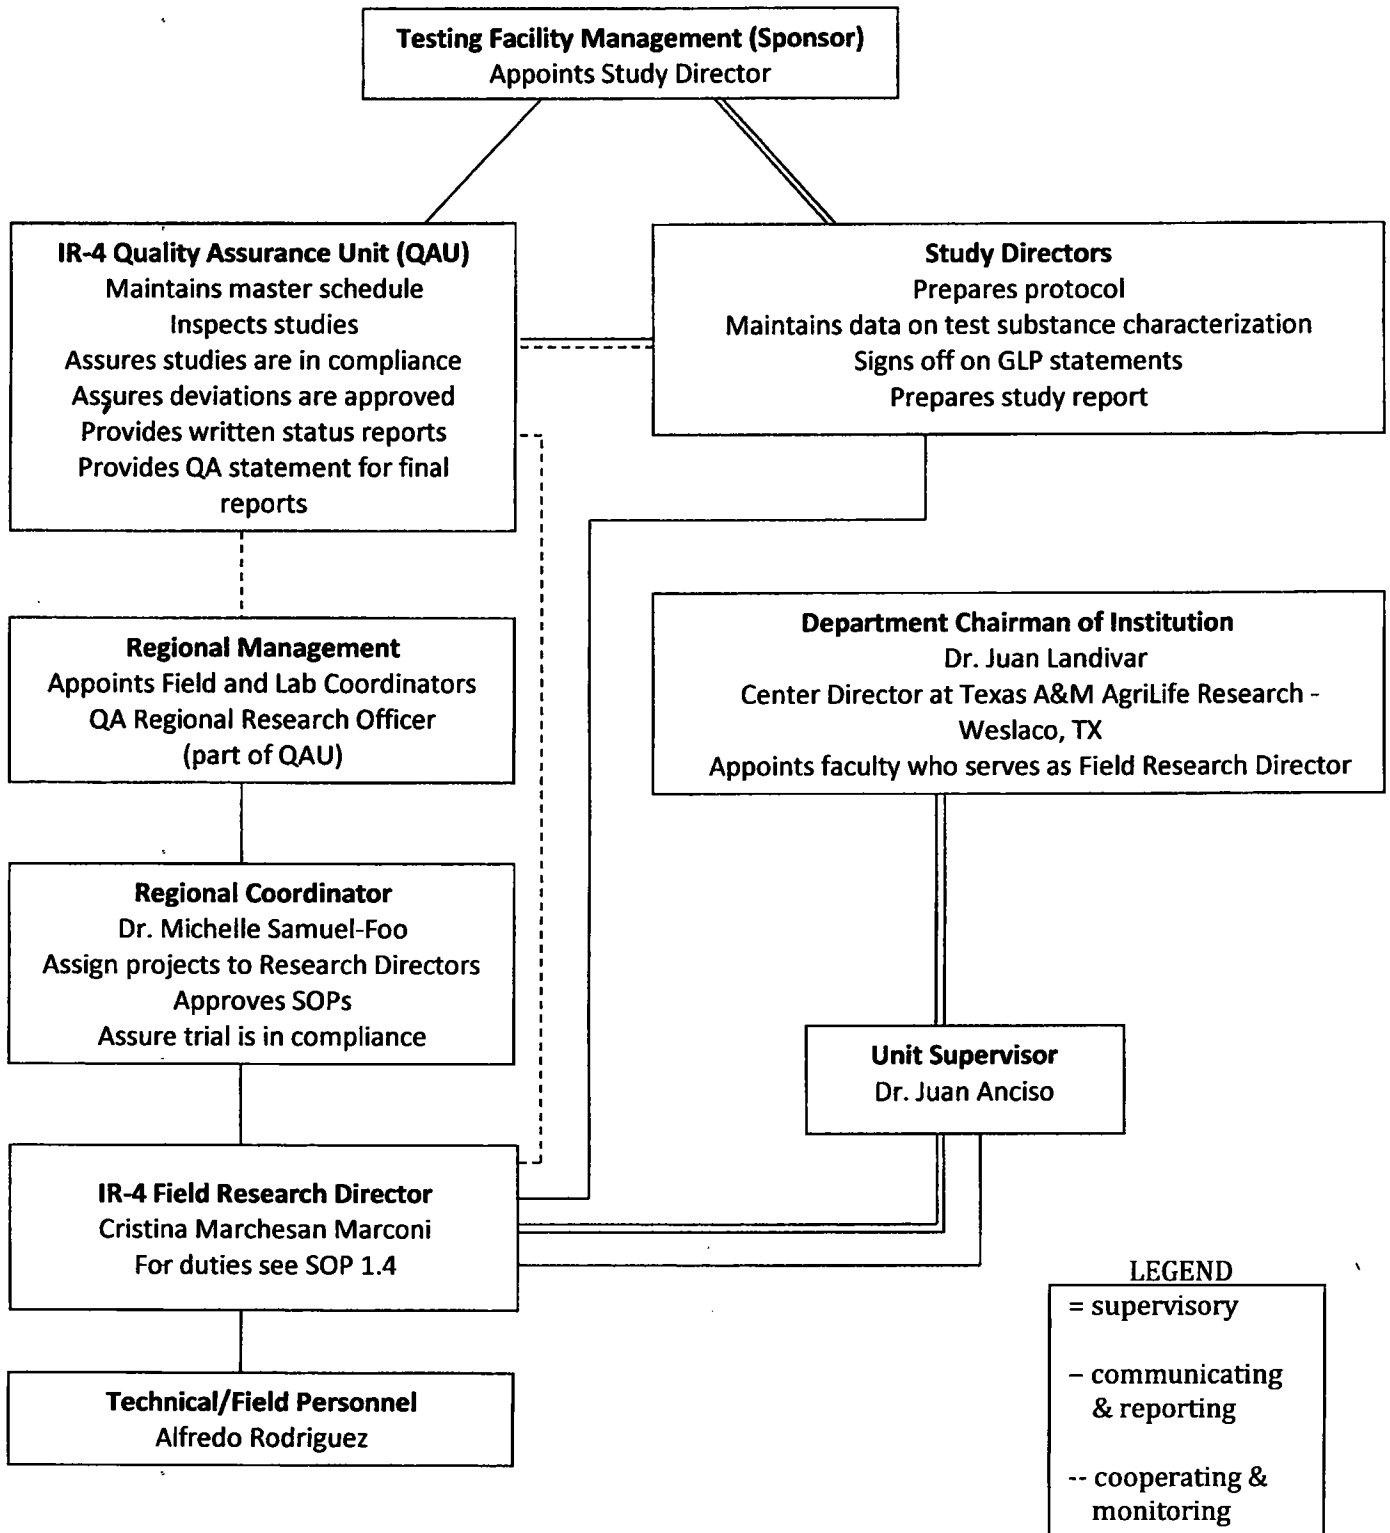 Testing Facility Management (Sponsor)
Appoints Study Director
IR-4 Quality Assurance Unit (QAU)
Maintains master schedule
Inspects studies
Assures studies are in compliance
Assures deviations are approved
Provides written status reports
Provides QA statement for final
reports
Study Directors
Prepares protocol
Maintains data on test substance characterization
Signs off on GLP statements
Prepares study report
Regional Management
Appoints Field and Lab Coordinators
QA Regional Research Officer
(part of QAU)
Department Chairman of Institution
Dr. Juan Landivar
Center Director at Texas A&M AgriLife Research -
Weslaco, TX
Appoints faculty who serves as Field Research Director
Regional Coordinator
Dr. Michelle Samuel-Foo
Assign projects to Research Directors
Approves SOPs
Assure trial is in compliance
Unit Supervisor
Dr. Juan Anciso
IR-4 Field Research Director
Cristina Marchesan Marconi
For duties see SOP 1.4
Technical/Field Personnel
Alfredo Rodriguez
LEGEND
= supervisory
– communicating
& reporting
-- cooperating &
monitoring